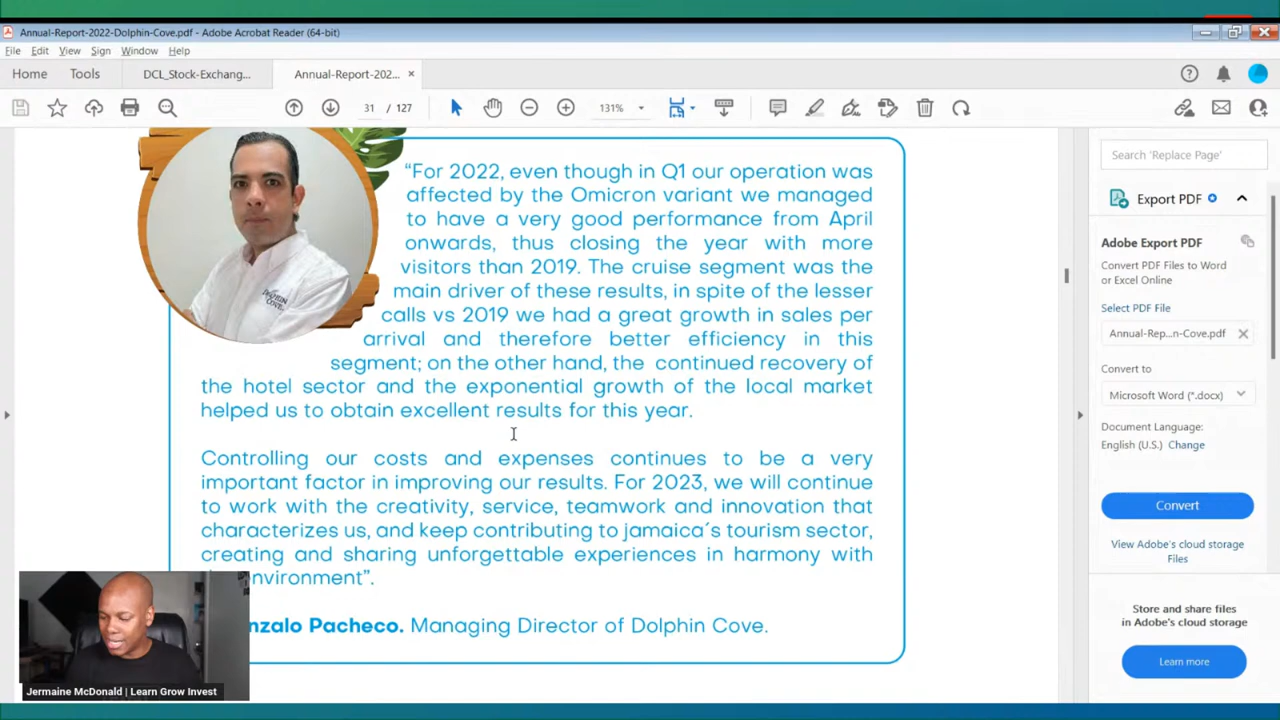 Annual-Report-2022-Dolphin-Cove.pdf - Adobe Acrobat Reader (64-bit)
File Edit View Sign Window Help
Home Tools DCL_Stock-Exchang... Annual-Report-202... ×
31 / 127 131%
“For 2022, even though in Q1 our operation was
affected by the Omicron variant we managed
to have a very good performance from April
onwards, thus closing the year with more
visitors than 2019. The cruise segment was the
main driver of these results, in spite of the lesser
calls vs 2019 we had a great growth in sales per
arrival and therefore better efficiency in this
segment; on the other hand, the continued recovery of
the hotel sector and the exponential growth of the local market
helped us to obtain excellent results for this year.
Controlling our costs and expenses continues to be a very
important factor in improving our results. For 2023, we will continue
to work with the creativity, service, teamwork and innovation that
characterizes us, and keep contributing to jamaica´s tourism sector,
creating and sharing unforgettable experiences in harmony with
nvironment”.
nzalo Pacheco. Managing Director of Dolphin Cove.
DOLPHIN
COVE
Jermaine McDonald | Learn Grow Invest
Search 'Replace Page'
Export PDF
Adobe Export PDF
Convert PDF Files to Word
or Excel Online
Select PDF File
Annual-Rep...n-Cove.pdf
Convert to
Microsoft Word (*.docx)
Document Language:
English (U.S.) Change
Convert
View Adobe's cloud storage
Files
Store and share files
in Adobe's cloud storage
Learn more